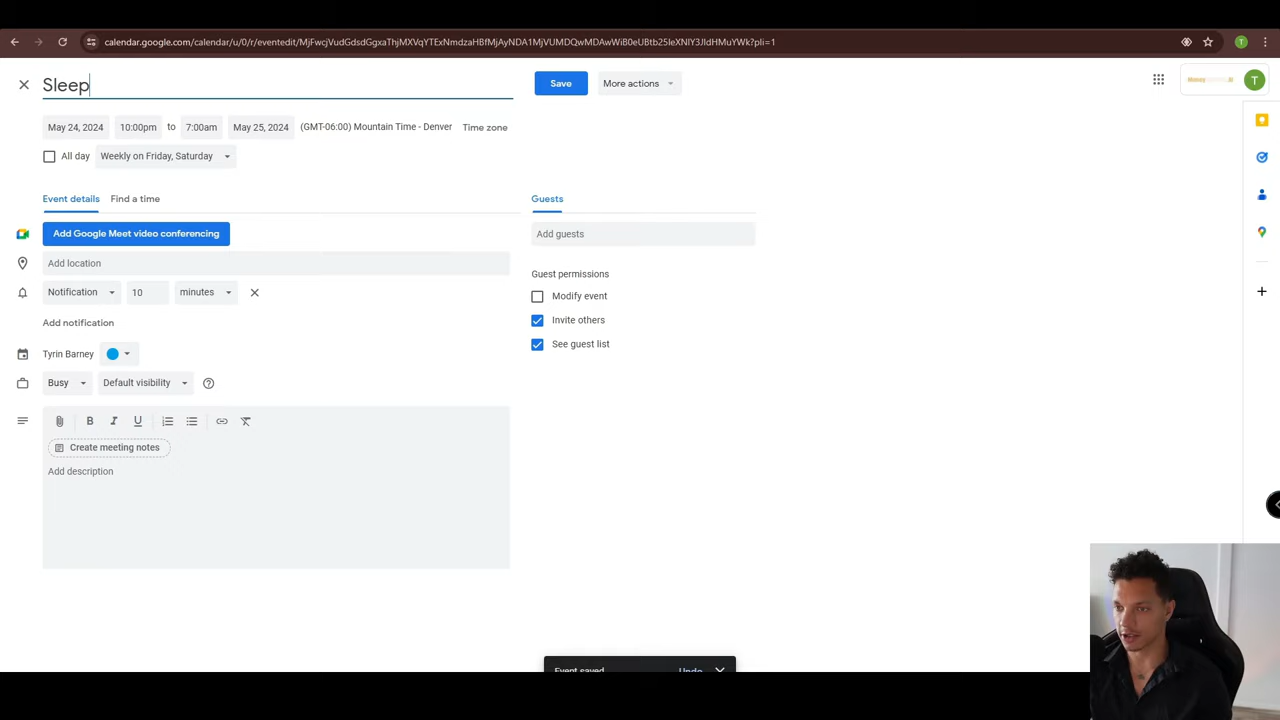 calendar.google.com/calendar/u/0/r/eventedit/MjFwcjVudGdsdGgxaThjMXVqYTExNmdzaHBfMjAyNDA1MjVUMDQwMDAwWiB0eUBtb25leXNlY3JldHMuYWk?pli=1
T
Sleep
Save
More actions
T
May 24, 2024
10:00pm
to
7:00am
May 25, 2024
(GMT-06:00) Mountain Time - Denver
Time zone
All day
Weekly on Friday, Saturday
Event details
Find a time
Guests
Add Google Meet video conferencing
Add guests
Add location
Guest permissions
Notification
10
minutes
Modify event
Add notification
Invite others
See guest list
Tyrin Barney
Busy
Default visibility
B
I
U
Create meeting notes
Add description
Event saved
Undo